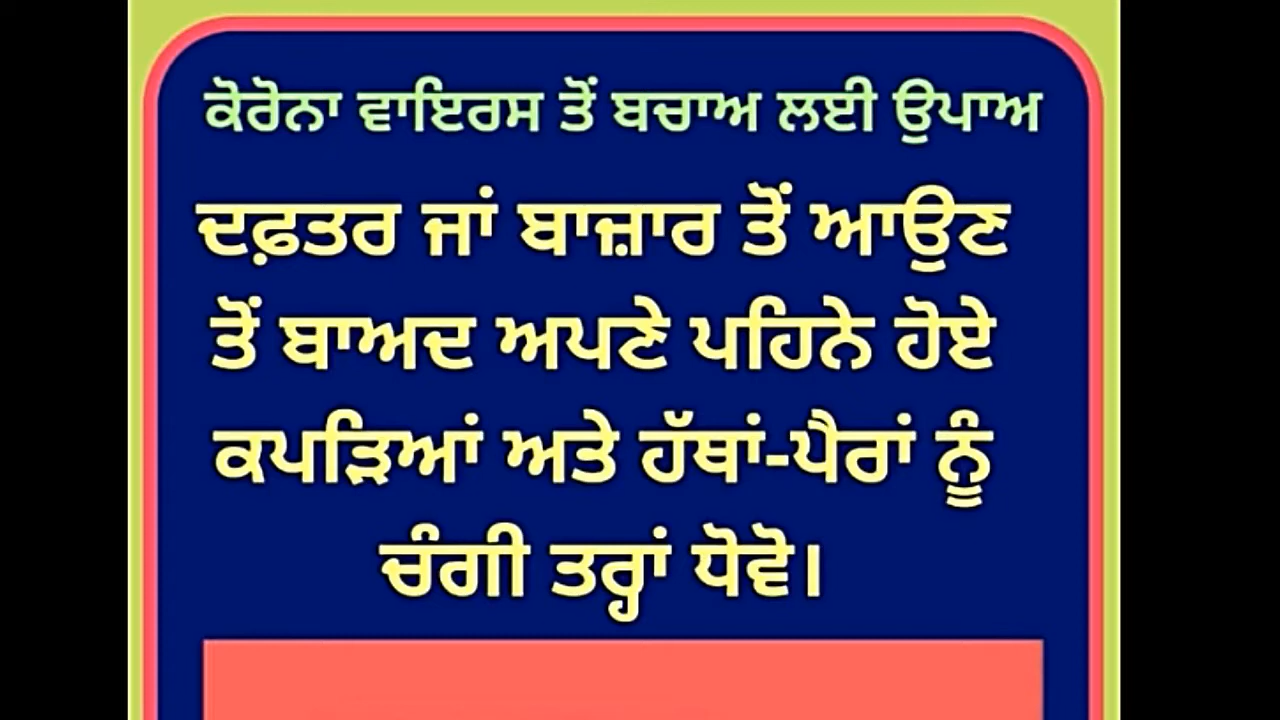 ਕੋਰੋਨਾ ਵਾਇਰਸ ਤੋਂ ਬਚਾਅ ਲਈ ਉਪਾਅ
ਦਫ਼ਤਰ ਜਾਂ ਬਾਜ਼ਾਰ ਤੋਂ ਆਉਣ
ਤੋਂ ਬਾਅਦ ਅਪਣੇ ਪਹਿਨੇ ਹੋਏ
ਕਪੜਿਆਂ ਅਤੇ ਹੱਥਾਂ-ਪੈਰਾਂ ਨੂੰ
ਚੰਗੀ ਤਰ੍ਹਾਂ ਧੋਵੋ।